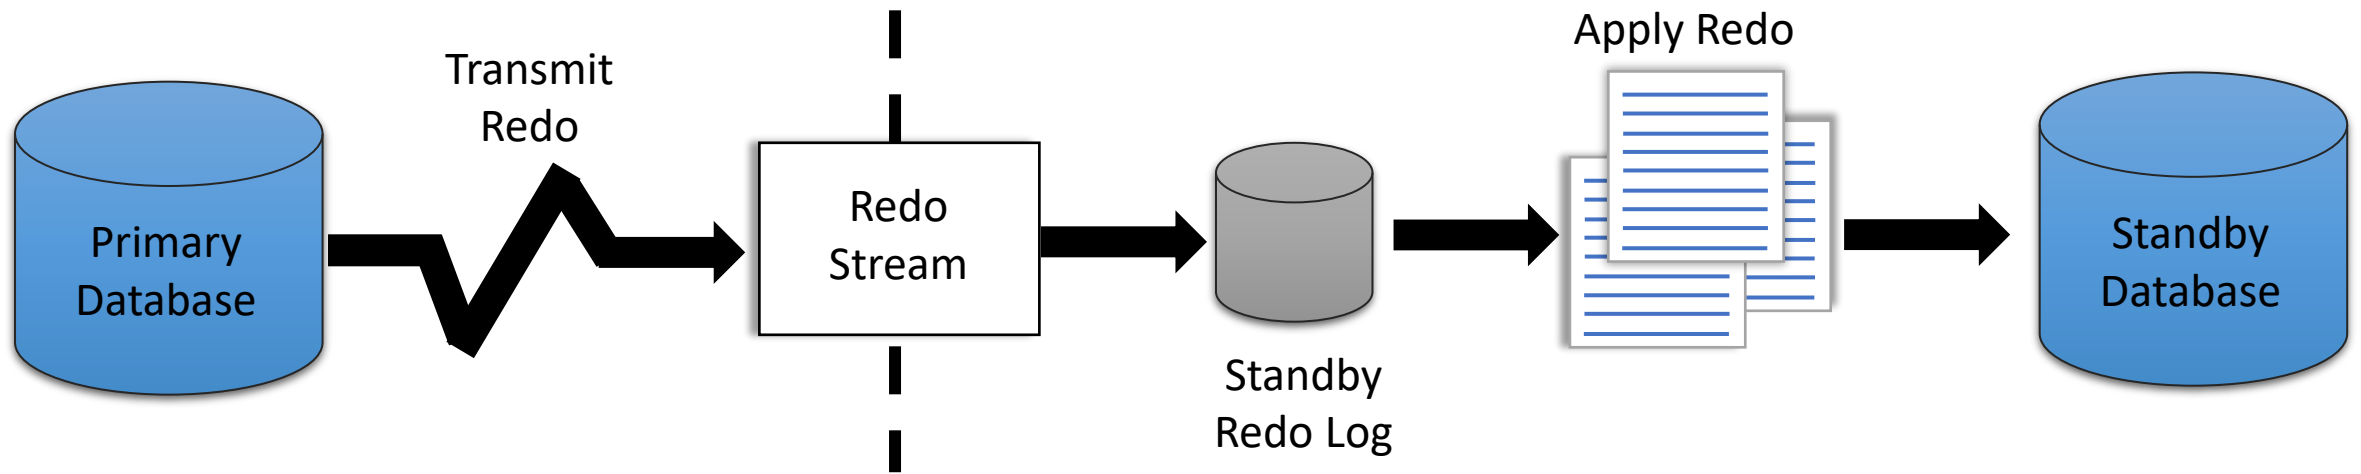 Primary
Database
Transmit
Redo
Redo
Stream
Standby
Redo Log
Apply Redo
Standby
Database